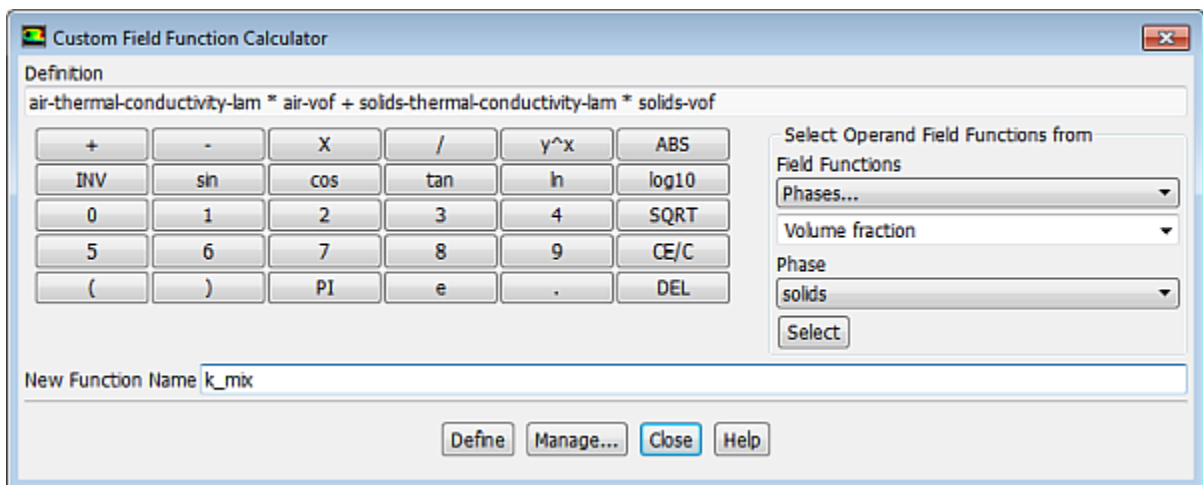 Custom Field Function Calculator
Definition
air-thermal-conductivity-lam * air-vof + solids-thermal-conductivity-lam * solids-vof
+ - X / y^x ABS
INV sin cos tan ln log10
0 1 2 3 4 SQRT
5 6 7 8 9 CE/C
( ) PI e . DEL
Select Operand Field Functions from
Field Functions
Phases...
Volume fraction
Phase
solids
Select
New Function Name k_mix
Define Manage... Close Help